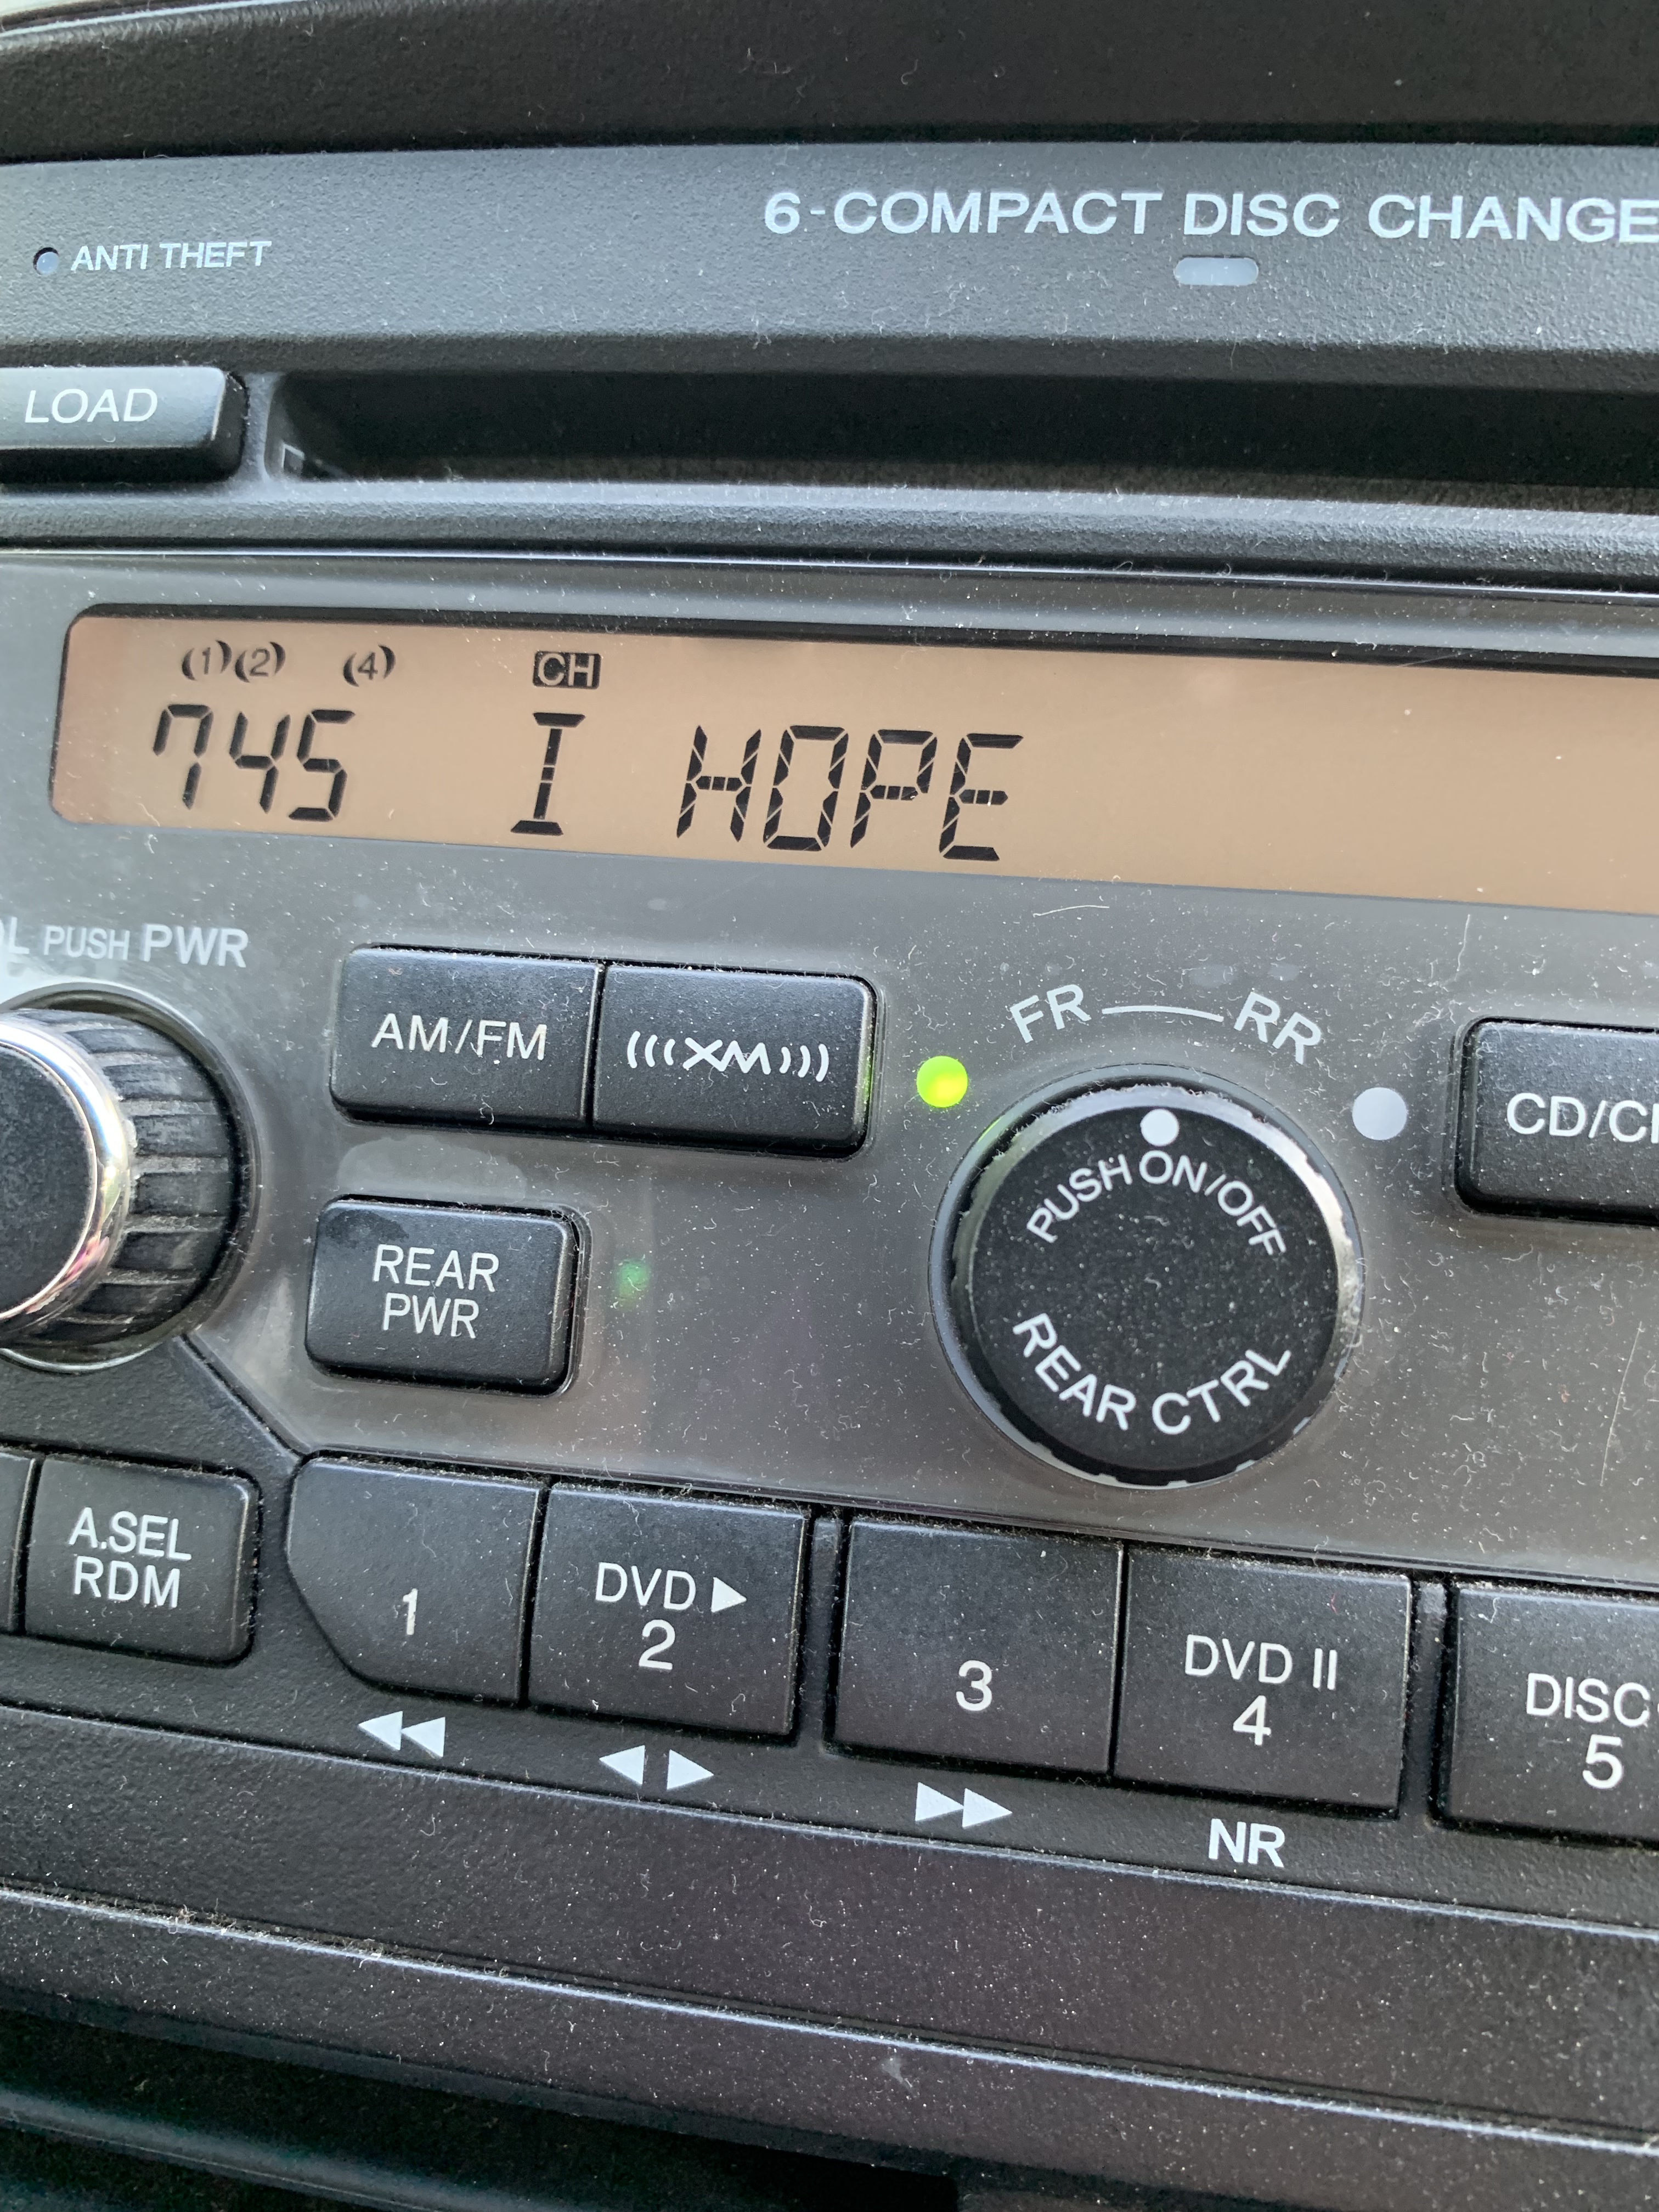 6-COMPACT DISC CHANGE
ANTI THEFT
LOAD
(1)(2) (4) CH
745 I HOPE
PUSH PWR
AM/FM (((XM))) FR RR
CD/
PUSH ON/OFF
REAR CTRL
REAR
PWR
A.SEL
RDM
1
DVD ▶
2
3
DVD II
4
DISC
5
NR